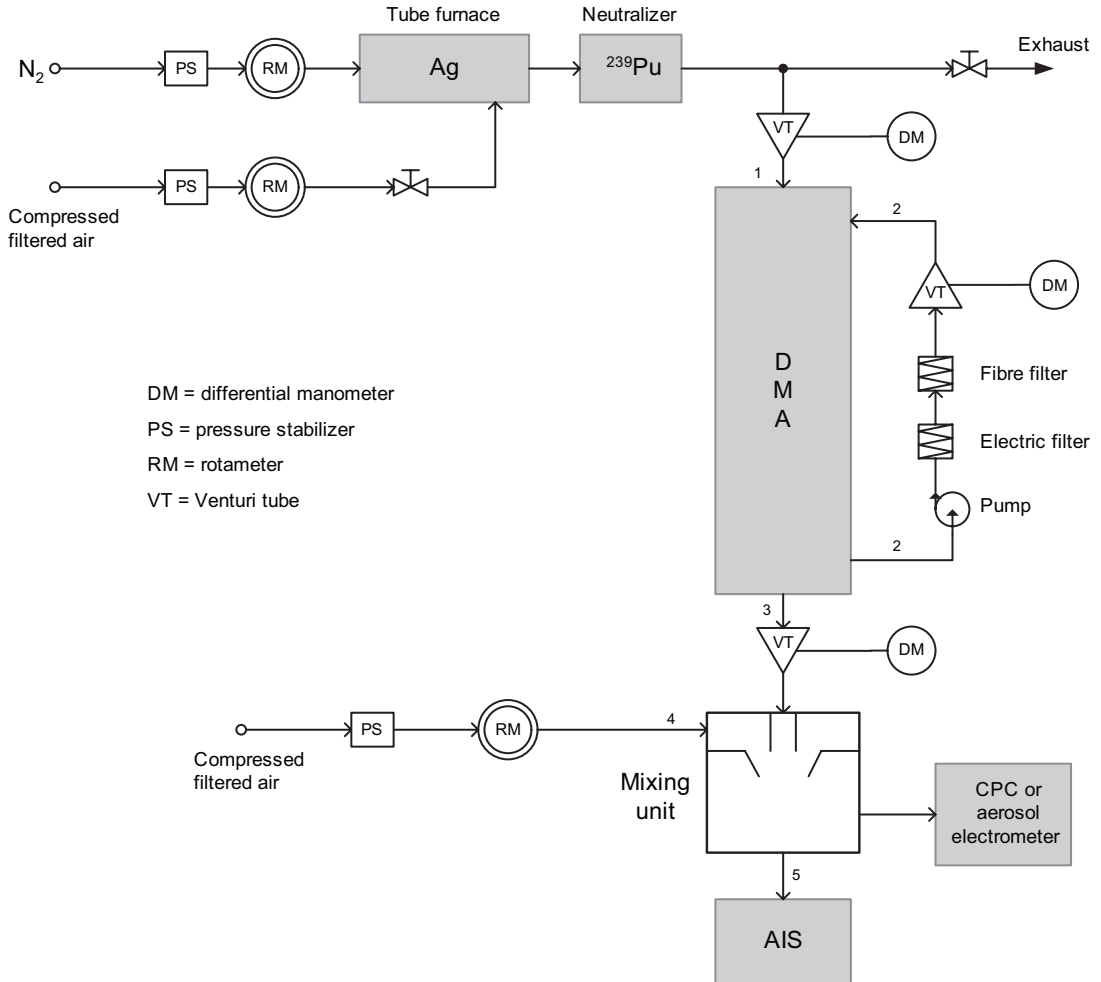 Tube furnace
Neutralizer
N2
PS
RM
Ag
239Pu
Exhaust
VT
DM
1
PS
RM
Compressed
filtered air
2
VT
DM
D
M
A
Fibre filter
Electric filter
Pump
2
DM = differential manometer
PS = pressure stabilizer
RM = rotameter
VT = Venturi tube
3
VT
DM
4
PS
RM
Compressed
filtered air
Mixing
unit
CPC or
aerosol
electrometer
5
AIS